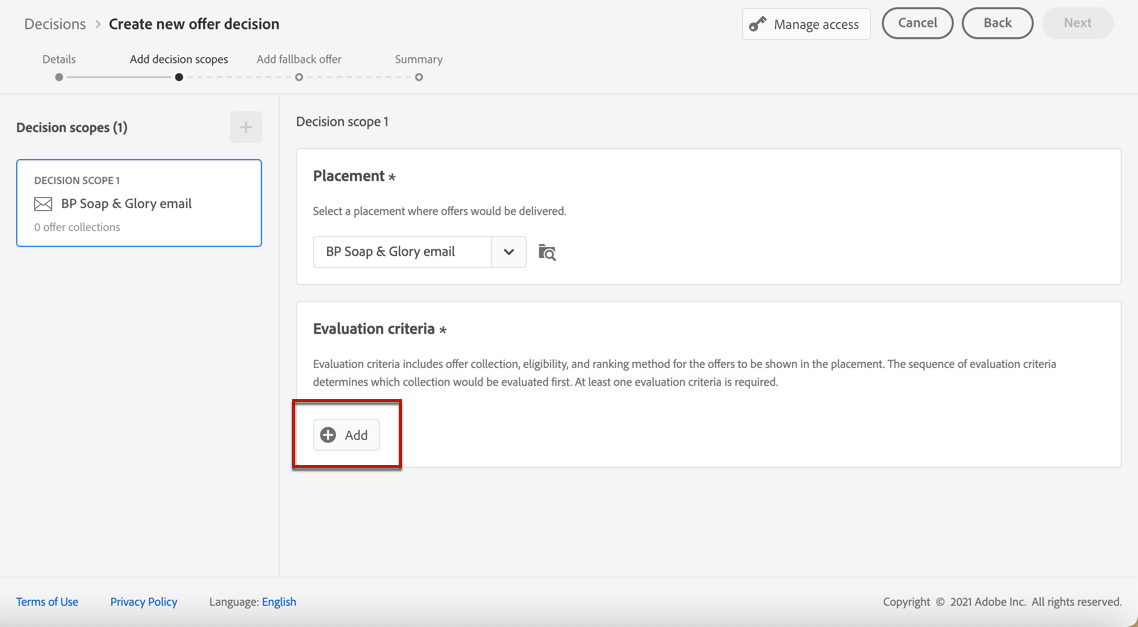 Decisions > Create new offer decision
Manage access
Cancel
Back
Next
Details
Add decision scopes
Add fallback offer
Summary
Decision scopes (1)
DECISION SCOPE 1
BP Soap & Glory email
0 offer collections
Decision scope 1
Placement *
Select a placement where offers would be delivered.
BP Soap & Glory email
Evaluation criteria *
Evaluation criteria includes offer collection, eligibility, and ranking method for the offers to be shown in the placement. The sequence of evaluation criteria
determines which collection would be evaluated first. At least one evaluation criteria is required.
Add
Terms of Use
Privacy Policy
Language: English
Copyright © 2021 Adobe Inc. All rights reserved.